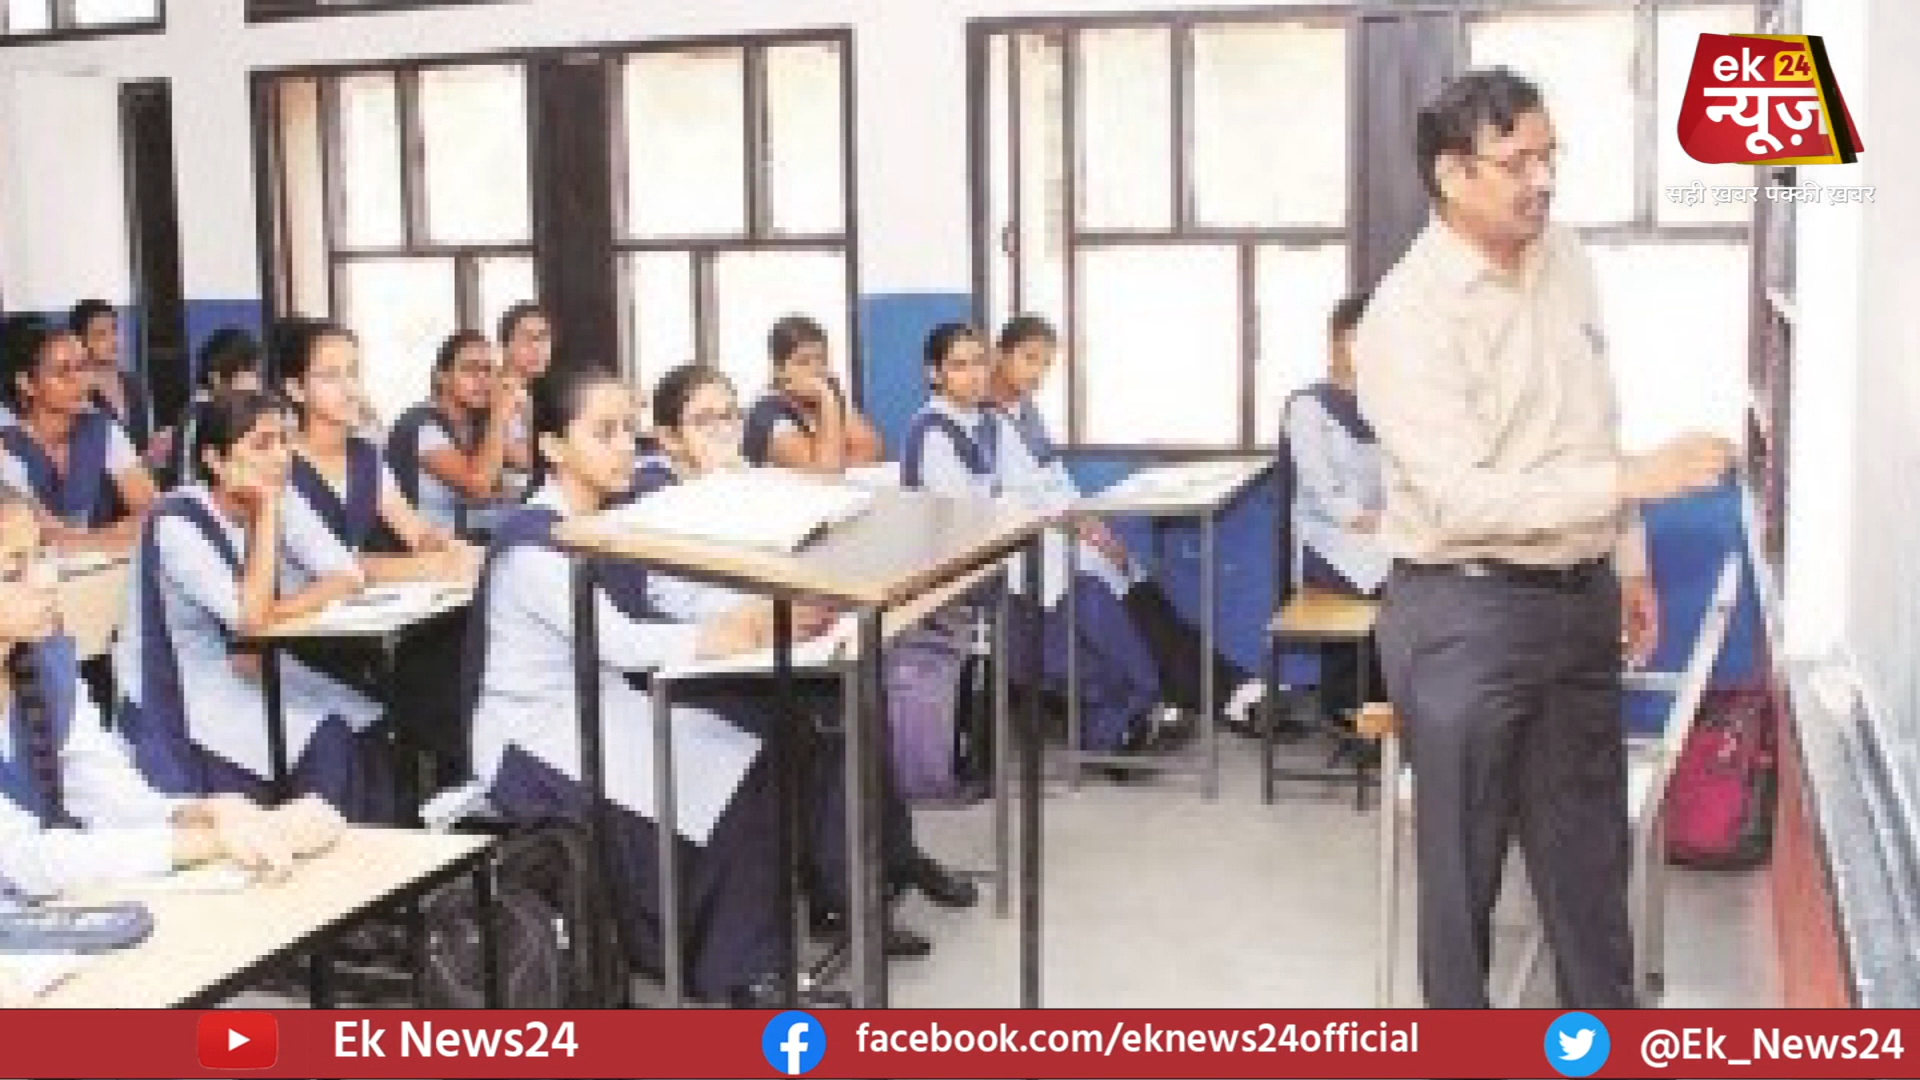 ek 24
न्यूज़
सही ख़बर पक्की ख़बर
Ek News24
facebook.com/eknews24official
@Ek_News24